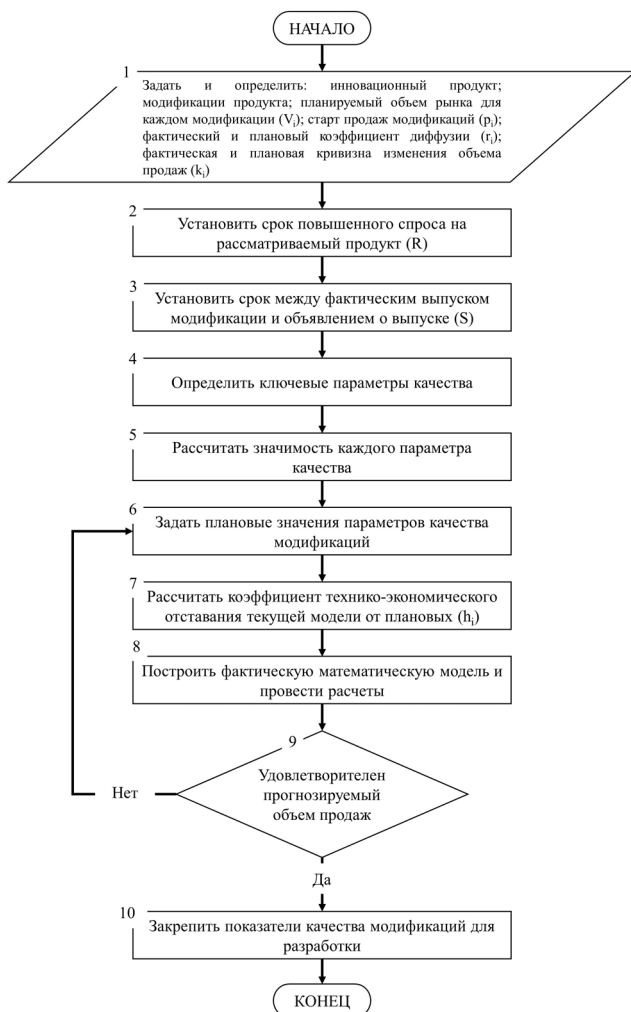 НАЧАЛО
1
Задать и определить: инновационный продукт;
модификации продукта; планируемый объем рынка для
каждом модификации (Vi); старт продаж модификаций (pi);
фактический и плановый коэффициент диффузии (ri);
фактическая и плановая кривизна изменения объема
продаж (ki)
2
Установить срок повышенного спроса на
рассматриваемый продукт (R)
3
Установить срок между фактическим выпуском
модификации и объявлением о выпуске (S)
4
Определить ключевые параметры качества
5
Рассчитать значимость каждого параметра
качества
6
Задать плановые значения параметров качества
модификаций
7
Рассчитать коэффициент технико-экономического
отставания текущей модели от плановых (hi)
8
Построить фактическую математическую модель и
провести расчеты
9
Удовлетворителен
прогнозируемый
объем продаж
Нет
Да
10
Закрепить показатели качества модификаций для
разработки
КОНЕЦ